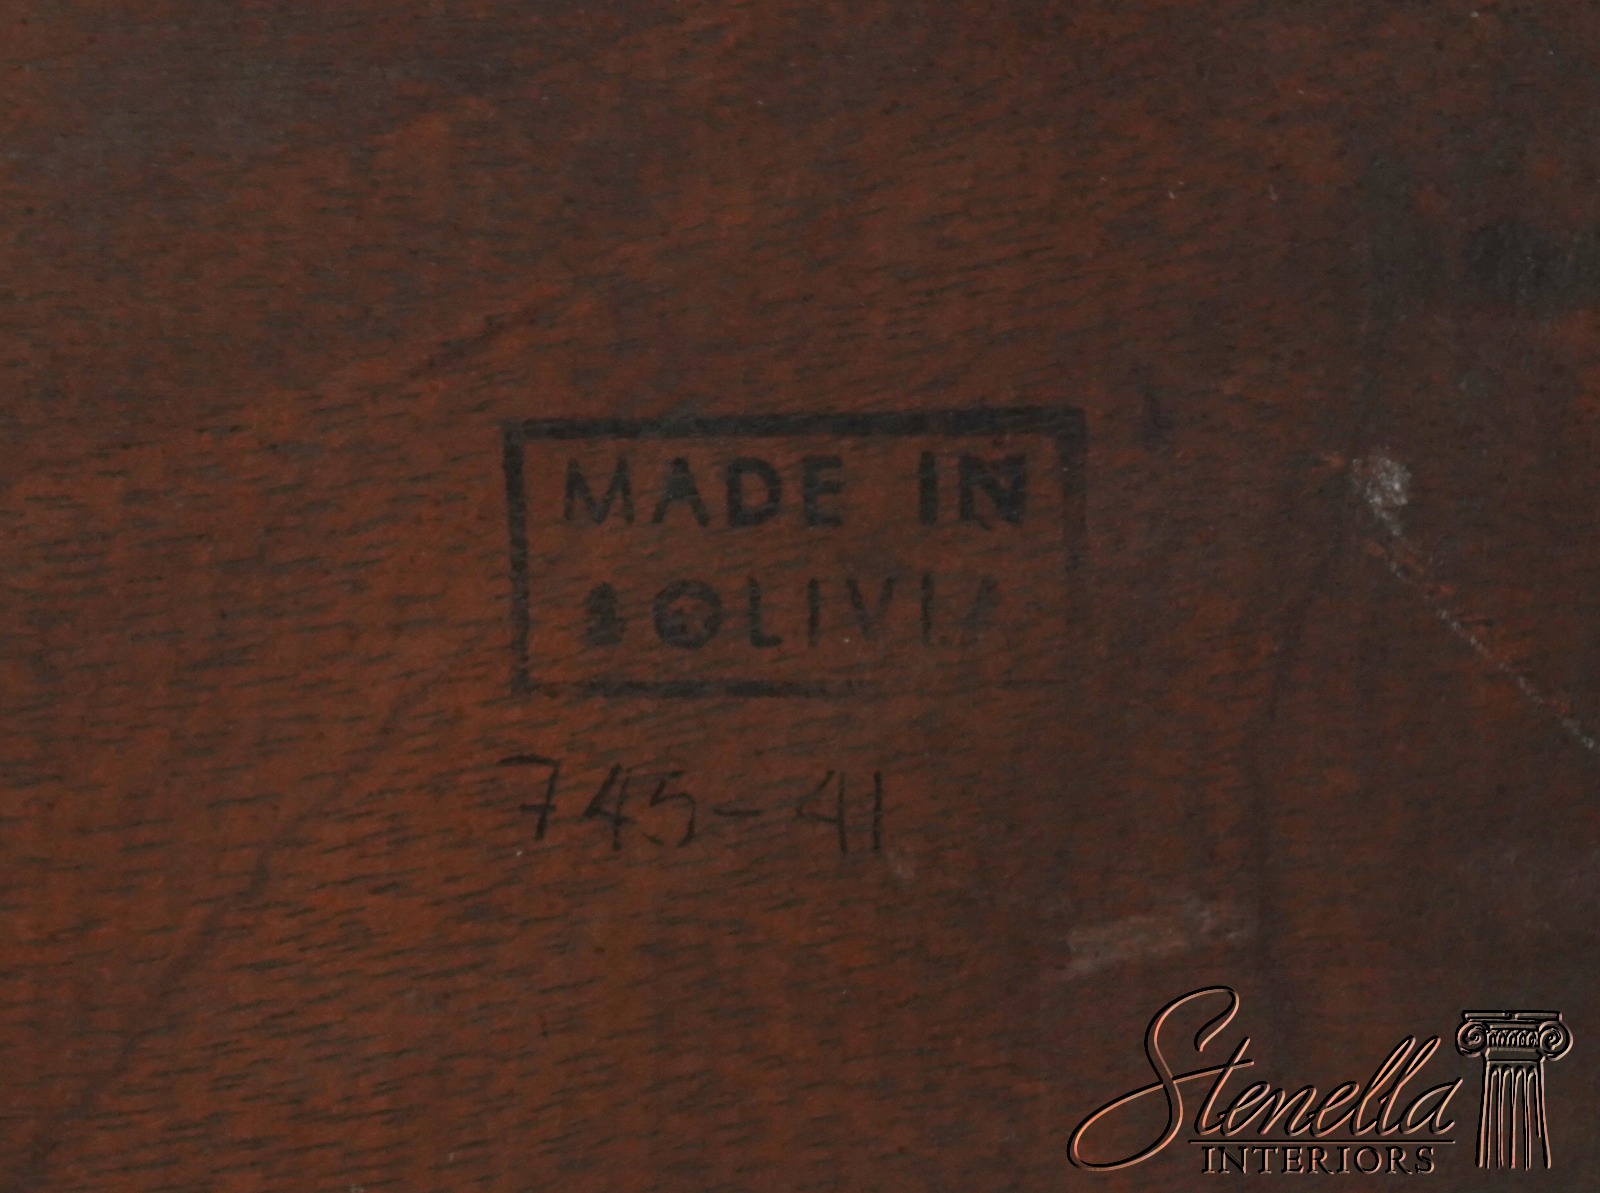 MADE IN
BOLIVIA
745-41
Stenella
INTERIORS